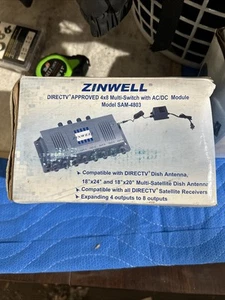 ZINWELL®
DIRECTV® APPROVED 4x8 Multi-Switch with AC/DC Module
Model SAM-4803
•Compatible with DIRECTV® Dish Antenna,
18"x24" and 18"x20" Multi-Satellite Dish Antenna
•Compatible with all DIRECTV® Satellite Receivers
•Expanding 4 outputs to 8 outputs